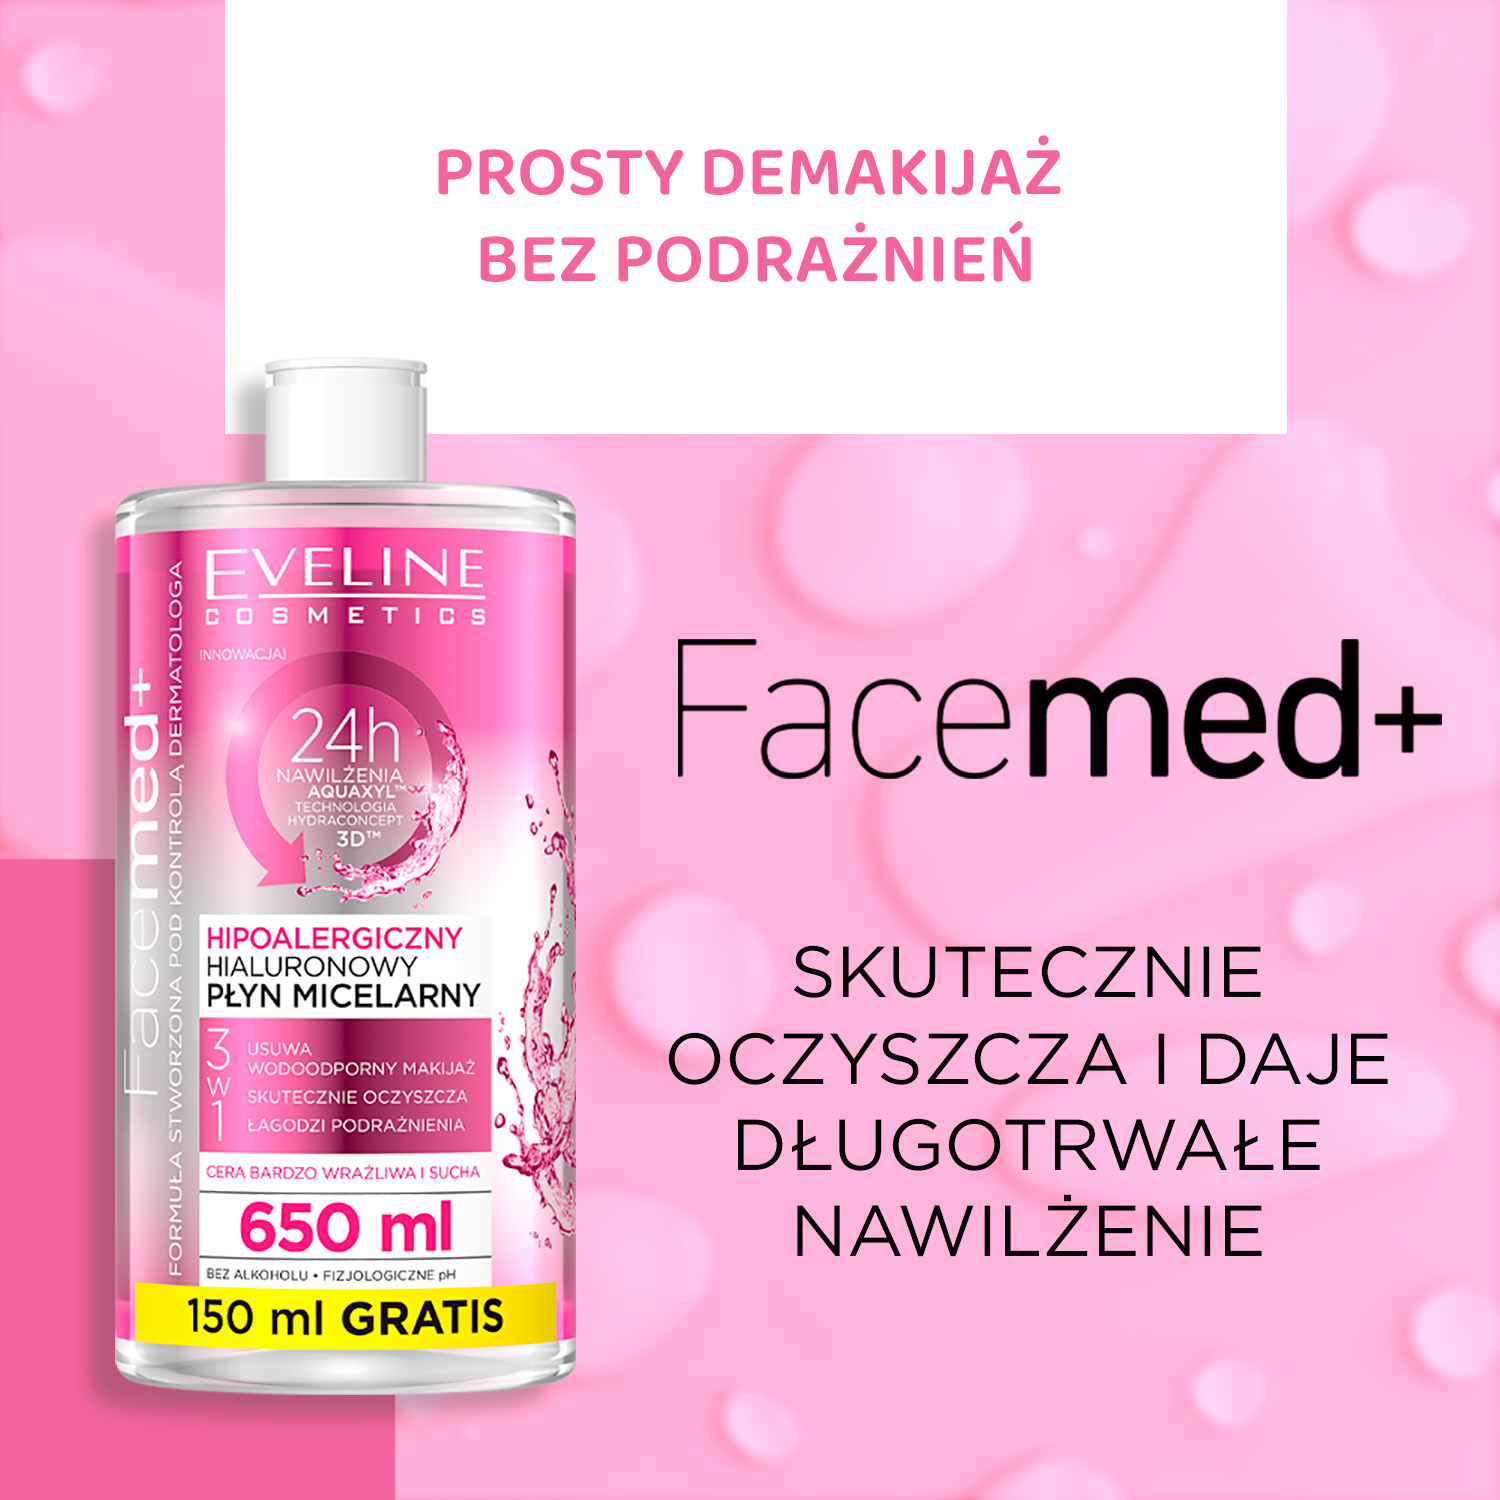 PROSTY DEMAKIJAŻ
BEZ PODRAŻNIEŃ
EVELINE
COSMETICS
INNOWACJA!
24h
NAWILŻENIA
AQUAXYL™
TECHNOLOGIA
HYDRACONCEPT
3D™
Facemed+
FORMUŁA STWORZONA POD KONTROLĄ DERMATOLOGA
HIPOALERGICZNY
HIALURONOWY
PŁYN MICELARNY
3 W 1
USUWA
WODOODPORNY MAKIJAŻ
SKUTECZNIE OCZYSZCZA
ŁAGODZI PODRAŻNIENIA
CERA BARDZO WRAŻLIWA I SUCHA
650 ml
BEZ ALKOHOLU • FIZJOLOGICZNE pH
150 ml GRATIS
Facemed+
SKUTECZNIE
OCZYSZCZA I DAJE
DŁUGOTRWAŁE
NAWILŻENIE